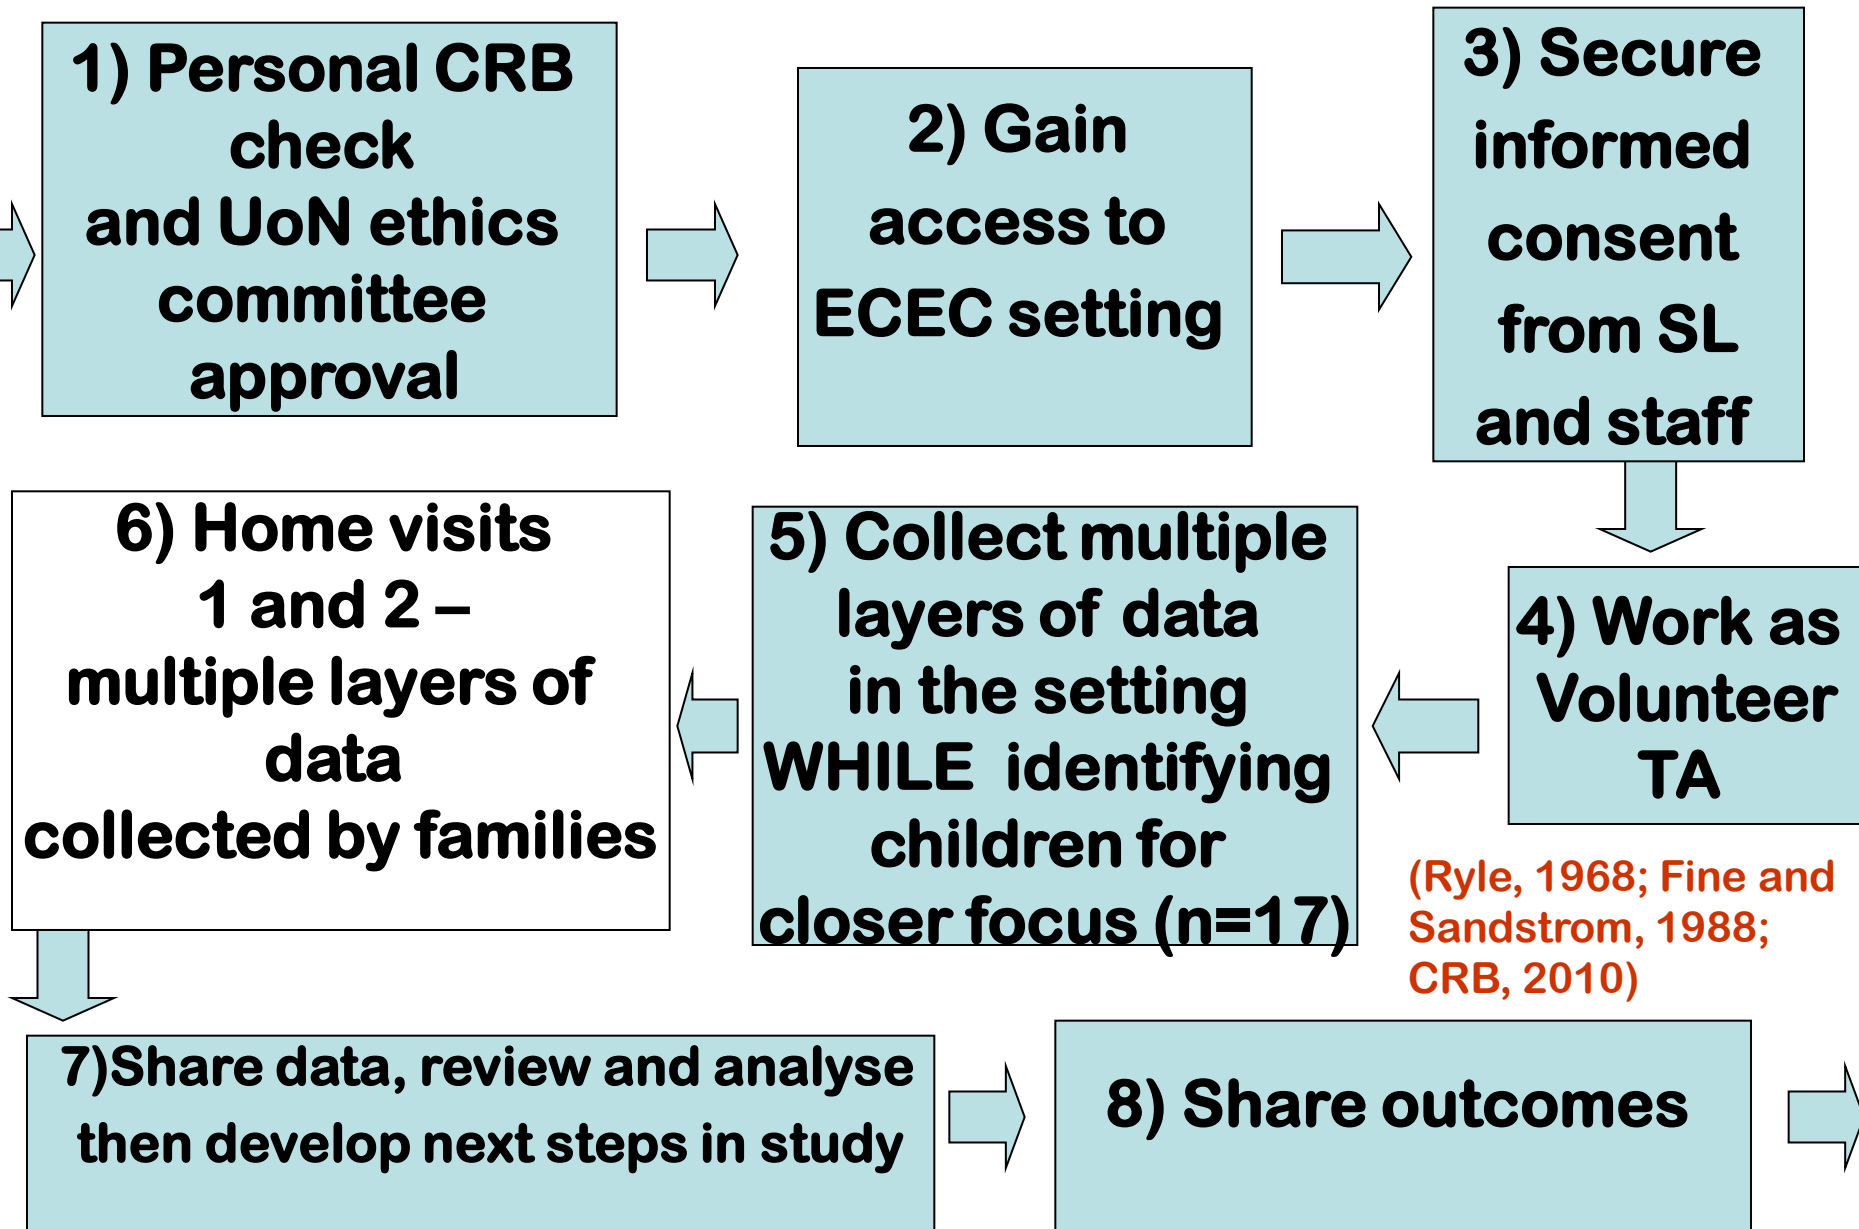 1) Personal CRB
check
and UoN ethics
committee
approval
2) Gain
access to
ECEC setting
3) Secure
informed
consent
from SL
and staff
4) Work as
Volunteer
TA
(Ryle, 1968; Fine and
Sandstrom, 1988;
CRB, 2010)
5) Collect multiple
layers of data
in the setting
WHILE identifying
children for
closer focus (n=17)
6) Home visits
1 and 2 –
multiple layers of
data
collected by families
7)Share data, review and analyse
then develop next steps in study
8) Share outcomes